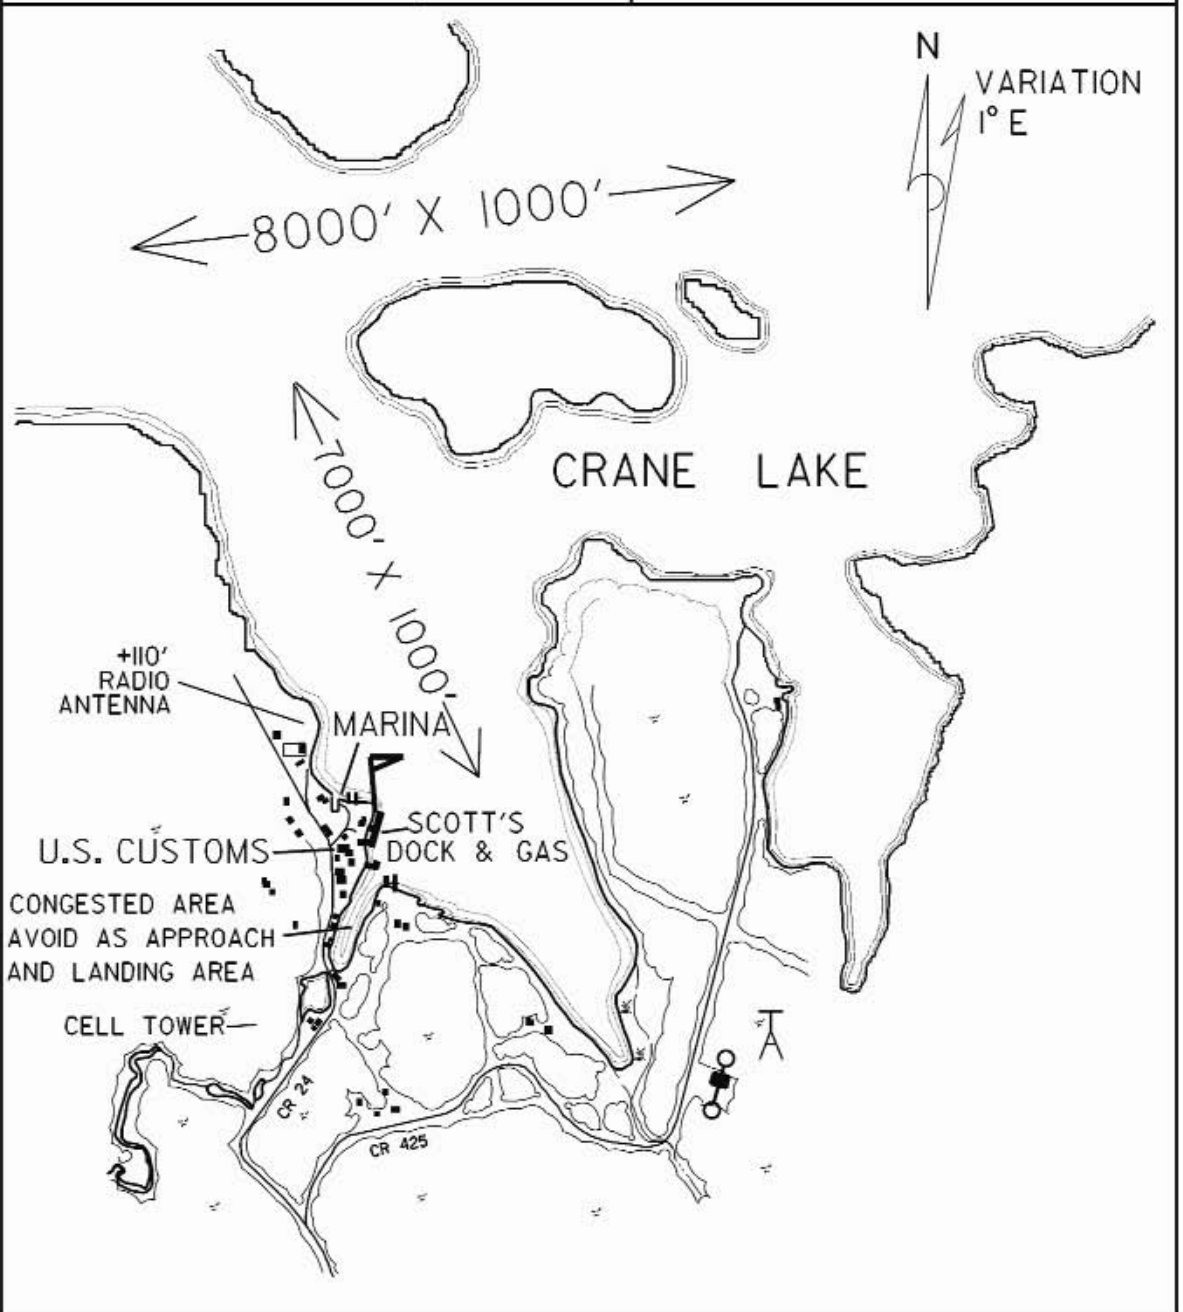 N
VARIATION
1° E
8000' X 1000'
CRANE LAKE
7000' X 1000'
+110'
RADIO
ANTENNA
MARINA
SCOTT'S
DOCK & GAS
U.S. CUSTOMS
CONGESTED AREA
AVOID AS APPROACH
AND LANDING AREA
CELL TOWER
CR 24
CR 425